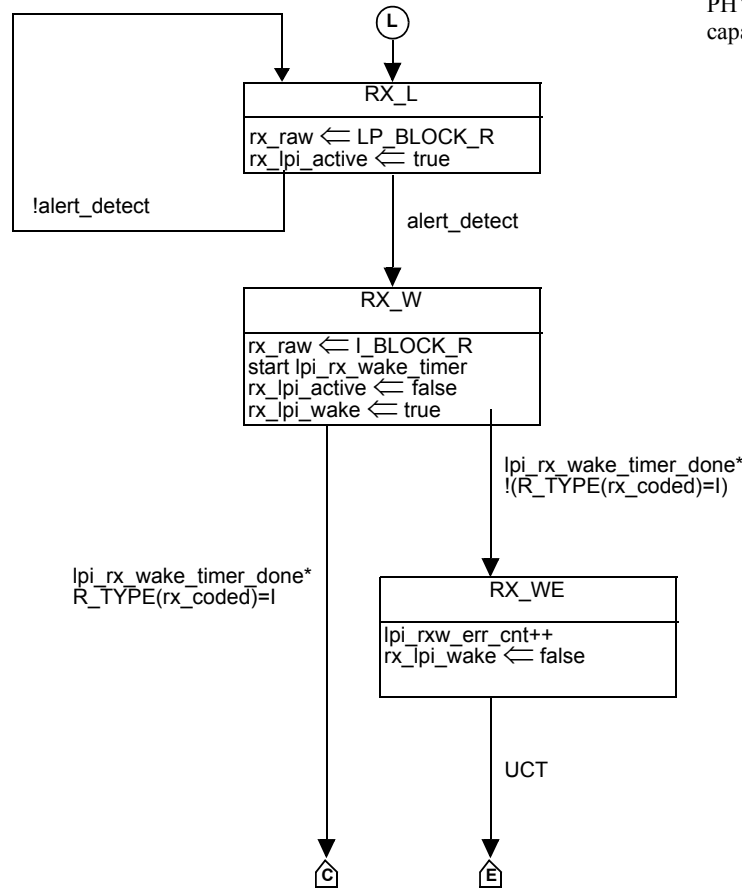 PHY
capa
L
RX_L
rx_raw ⇐ LP_BLOCK_R
rx_lpi_active ⇐ true
!alert_detect
alert_detect
RX_W
rx_raw ⇐ I_BLOCK_R
start lpi_rx_wake_timer
rx_lpi_active ⇐ false
rx_lpi_wake ⇐ true
lpi_rx_wake_timer_done*
!(R_TYPE(rx_coded)=I)
lpi_rx_wake_timer_done*
R_TYPE(rx_coded)=I
RX_WE
lpi_rxw_err_cnt++
rx_lpi_wake ⇐ false
UCT
C
E